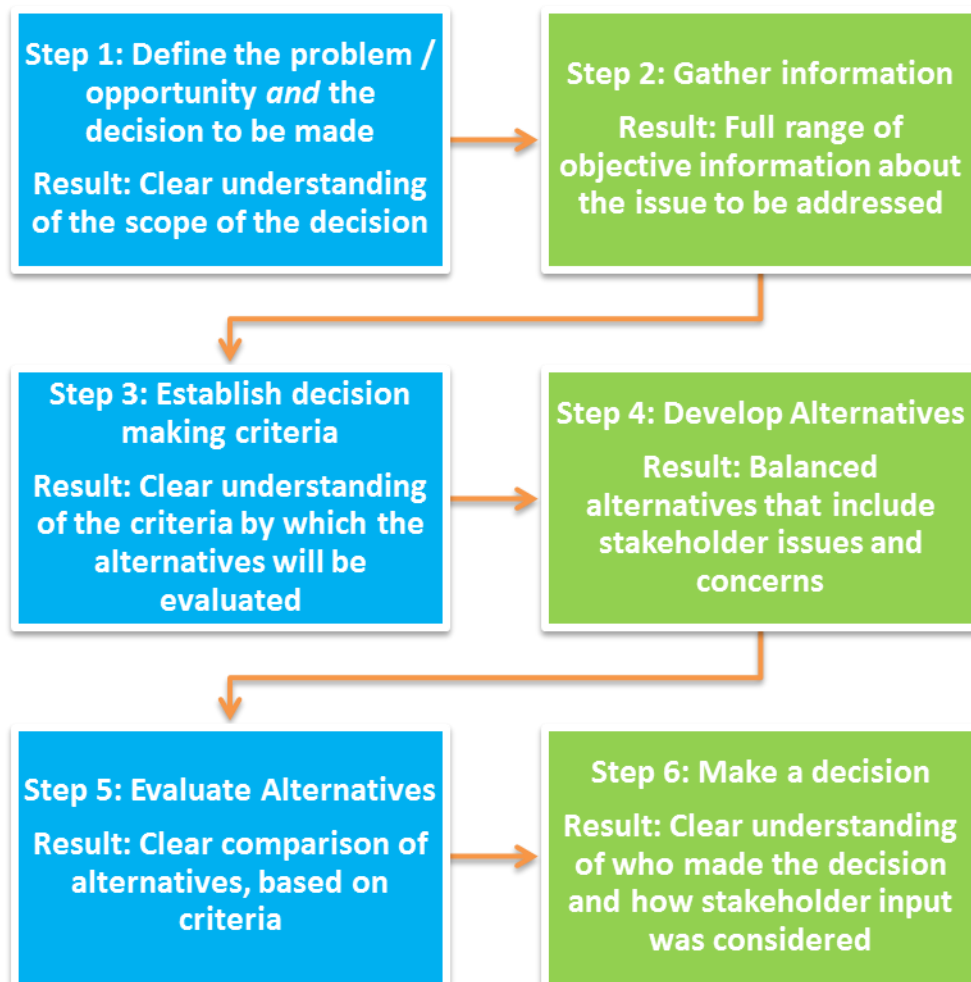 Step 1: Define the problem /
opportunity and the
decision to be made
Result: Clear understanding
of the scope of the decision
Step 2: Gather information
Result: Full range of
objective information about
the issue to be addressed
Step 3: Establish decision
making criteria
Result: Clear understanding
of the criteria by which the
alternatives will be
evaluated
Step 4: Develop Alternatives
Result: Balanced
alternatives that include
stakeholder issues and
concerns
Step 5: Evaluate Alternatives
Result: Clear comparison of
alternatives, based on
criteria
Step 6: Make a decision
Result: Clear understanding
of who made the decision
and how stakeholder input
was considered